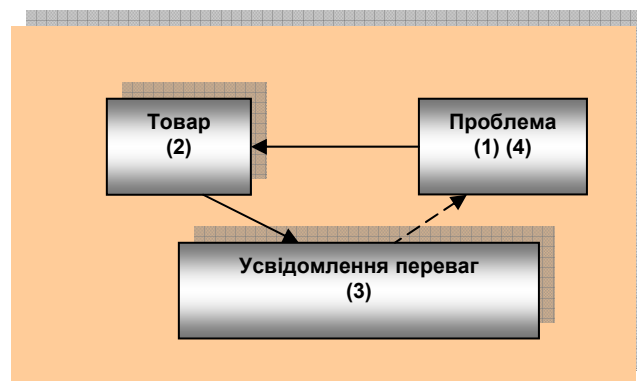 Товар
(2)
Проблема
(1) (4)
Усвідомлення переваг
(3)